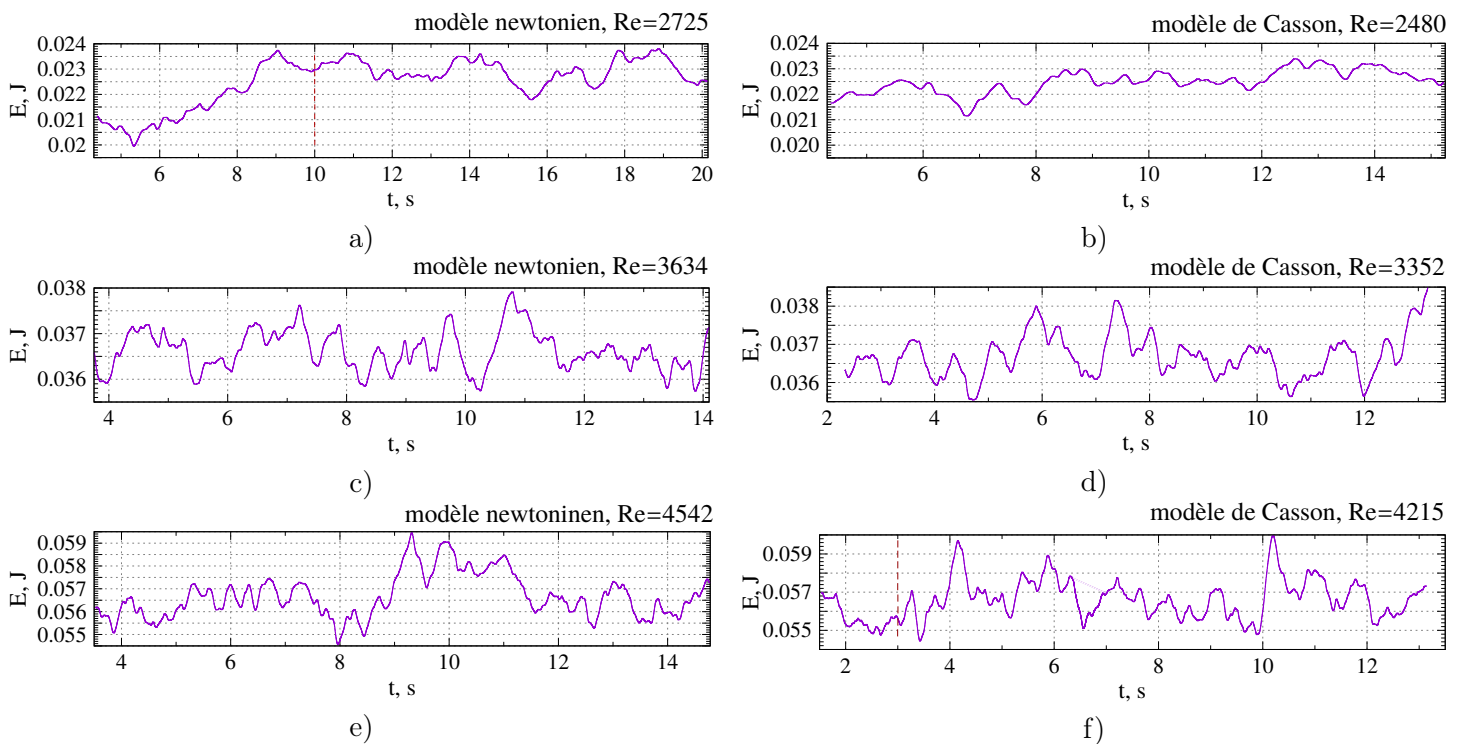 modèle newtonien, Re=2725
0.024
0.023
0.022
0.021
0.02
E, J
6 8 10 12 14 16 18 20
t, s
a)
modèle de Casson, Re=2480
0.024
0.023
0.022
0.021
0.020
E, J
6 8 10 12 14
t, s
b)
modèle newtonien, Re=3634
0.038
0.037
0.036
E, J
4 6 8 10 12 14
t, s
c)
modèle de Casson, Re=3352
0.038
0.037
0.036
E, J
2 4 6 8 10 12
t, s
d)
modèle newtoninen, Re=4542
0.059
0.057
0.056
0.055
E, J
4 6 8 10 12 14
t, s
e)
modèle de Casson, Re=4215
0.059
0.057
0.055
E, J
2 4 6 8 10 12
t, s
f)